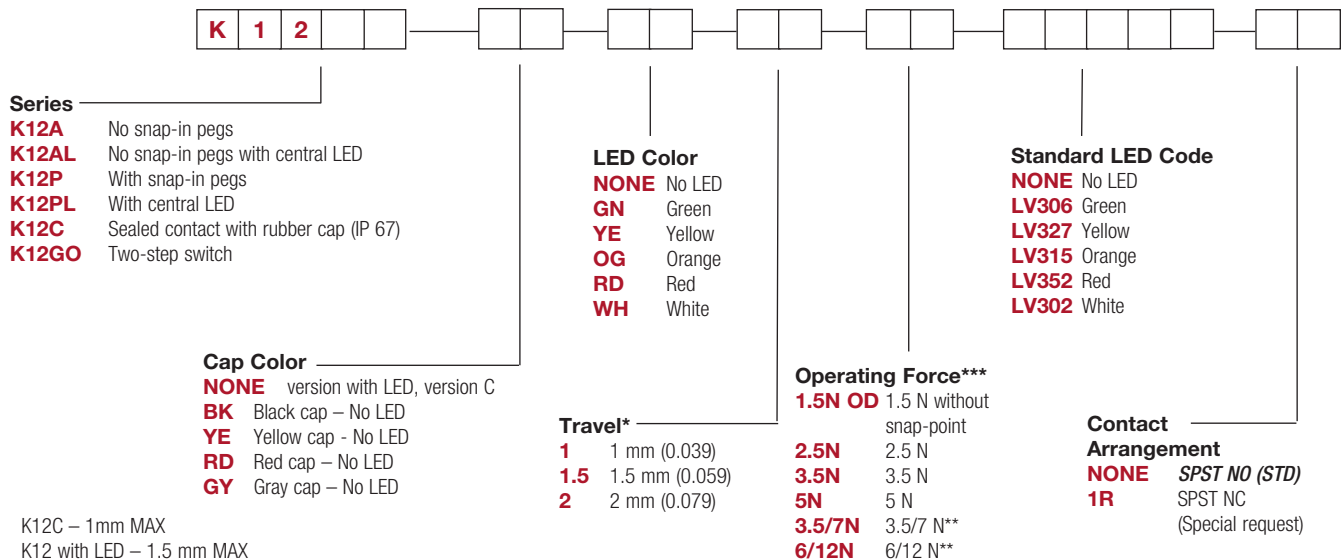 K 1 2
Series
K12A No snap-in pegs
K12AL No snap-in pegs with central LED
K12P With snap-in pegs
K12PL With central LED
K12C Sealed contact with rubber cap (IP 67)
K12GO Two-step switch
Cap Color
NONE version with LED, version C
BK Black cap – No LED
YE Yellow cap - No LED
RD Red cap – No LED
GY Gray cap – No LED
LED Color
NONE No LED
GN Green
YE Yellow
OG Orange
RD Red
WH White
Travel*
1 1 mm (0.039)
1.5 1.5 mm (0.059)
2 2 mm (0.079)
Operating Force***
1.5N OD 1.5 N without
snap-point
2.5N 2.5 N
3.5N 3.5 N
5N 5 N
3.5/7N 3.5/7 N**
6/12N 6/12 N**
Standard LED Code
NONE No LED
LV306 Green
LV327 Yellow
LV315 Orange
LV352 Red
LV302 White
Contact
Arrangement
NONE SPST NO (STD)
1R SPST NC
(Special request)
K12C – 1mm MAX
K12 with LED – 1.5 mm MAX